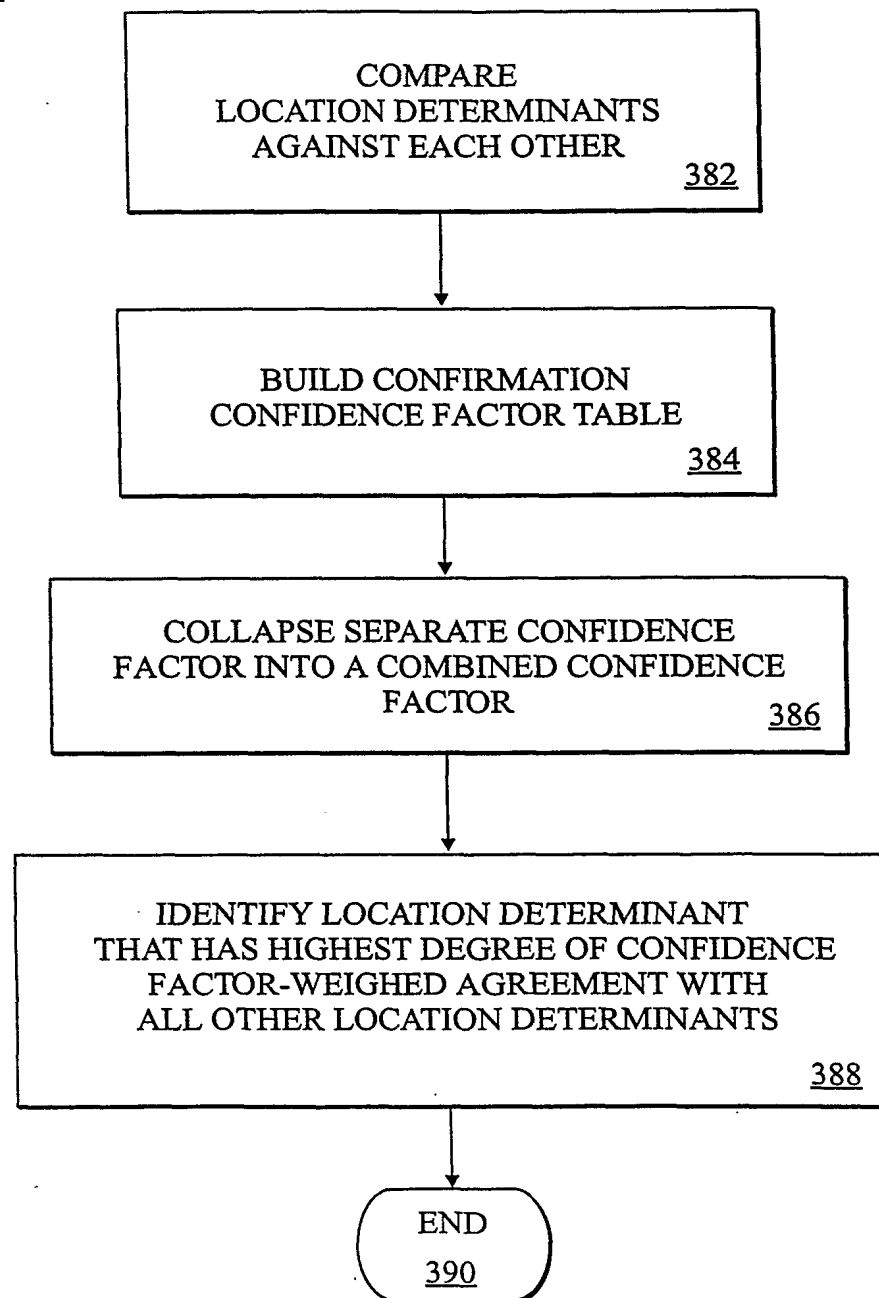 COMPARE
LOCATION DETERMINANTS
AGAINST EACH OTHER
382
BUILD CONFIRMATION
CONFIDENCE FACTOR TABLE
384
COLLAPSE SEPARATE CONFIDENCE
FACTOR INTO A COMBINED CONFIDENCE
FACTOR
386
IDENTIFY LOCATION DETERMINANT
THAT HAS HIGHEST DEGREE OF CONFIDENCE
FACTOR-WEIGHED AGREEMENT WITH
ALL OTHER LOCATION DETERMINANTS
388
END
390